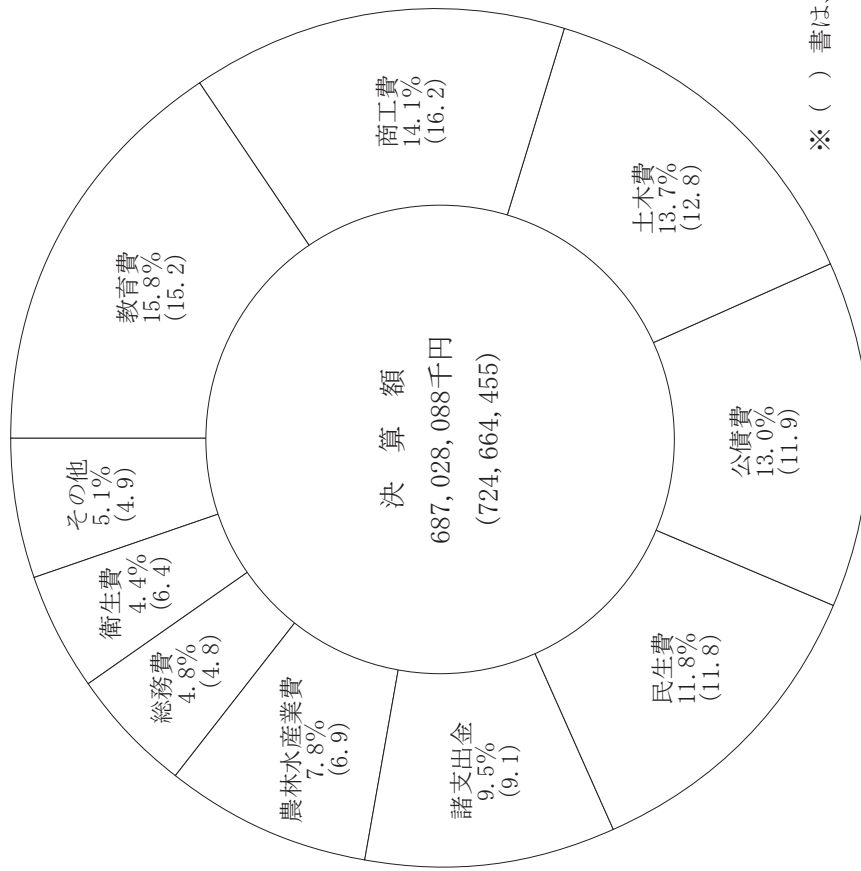 決 算 額
687,028,088千円
(724,664,455)
教育費
15.8%
(15.2)
商工費
14.1%
(16.2)
土木費
13.7%
(12.8)
公債費
13.0%
(11.9)
民生費
11.8%
(11.8)
諸支出金
9.5%
(9.1)
農林水産業費
7.8%
(6.9)
総務費
4.8%
(4.8)
衛生費
4.4%
(6.4)
その他
5.1%
(4.9)
※( )書は、